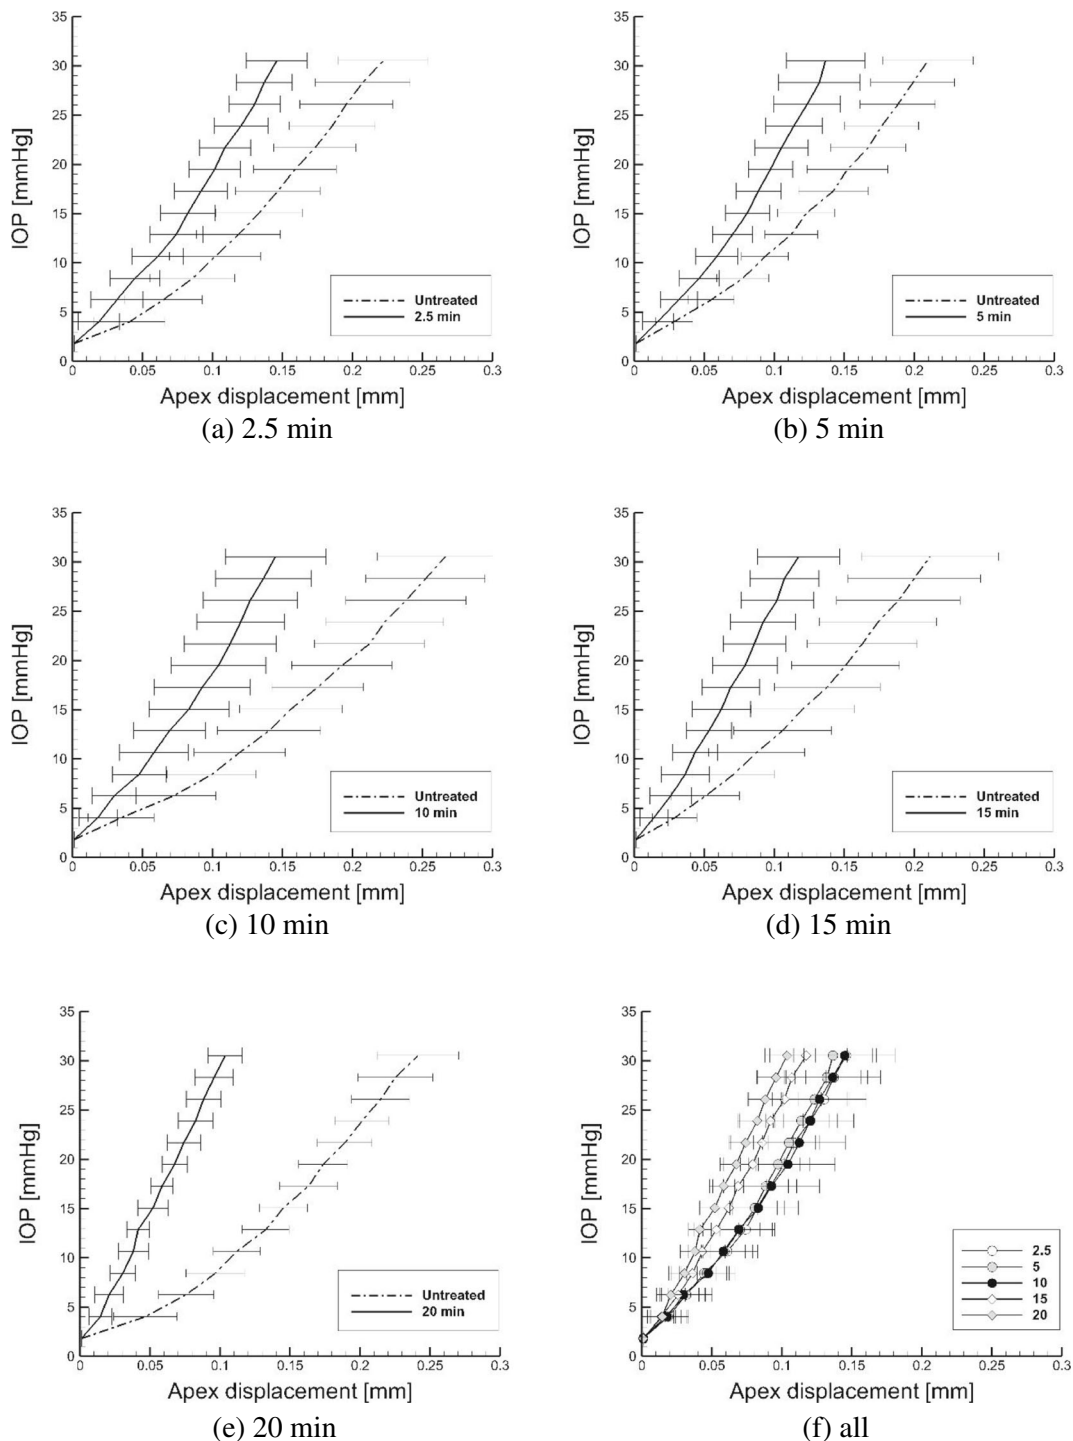 35
30
25
20
15
10
5
0
IOP [mmHg]
Untreated
2.5 min
0 0.05 0.1 0.15 0.2 0.25 0.3
Apex displacement [mm]
(a) 2.5 min
35
30
25
20
15
10
5
0
IOP [mmHg]
Untreated
5 min
0 0.05 0.1 0.15 0.2 0.25 0.3
Apex displacement [mm]
(b) 5 min
35
30
25
20
15
10
5
0
IOP [mmHg]
Untreated
10 min
0 0.05 0.1 0.15 0.2 0.25 0.3
Apex displacement [mm]
(c) 10 min
35
30
25
20
15
10
5
0
IOP [mmHg]
Untreated
15 min
0 0.05 0.1 0.15 0.2 0.25 0.3
Apex displacement [mm]
(d) 15 min
35
30
25
20
15
10
5
0
IOP [mmHg]
Untreated
20 min
0 0.05 0.1 0.15 0.2 0.25 0.3
Apex displacement [mm]
(e) 20 min
35
30
25
20
15
10
5
0
IOP [mmHg]
2.5
5
10
15
20
0 0.05 0.1 0.15 0.2 0.25 0.3
Apex displacement [mm]
(f) all